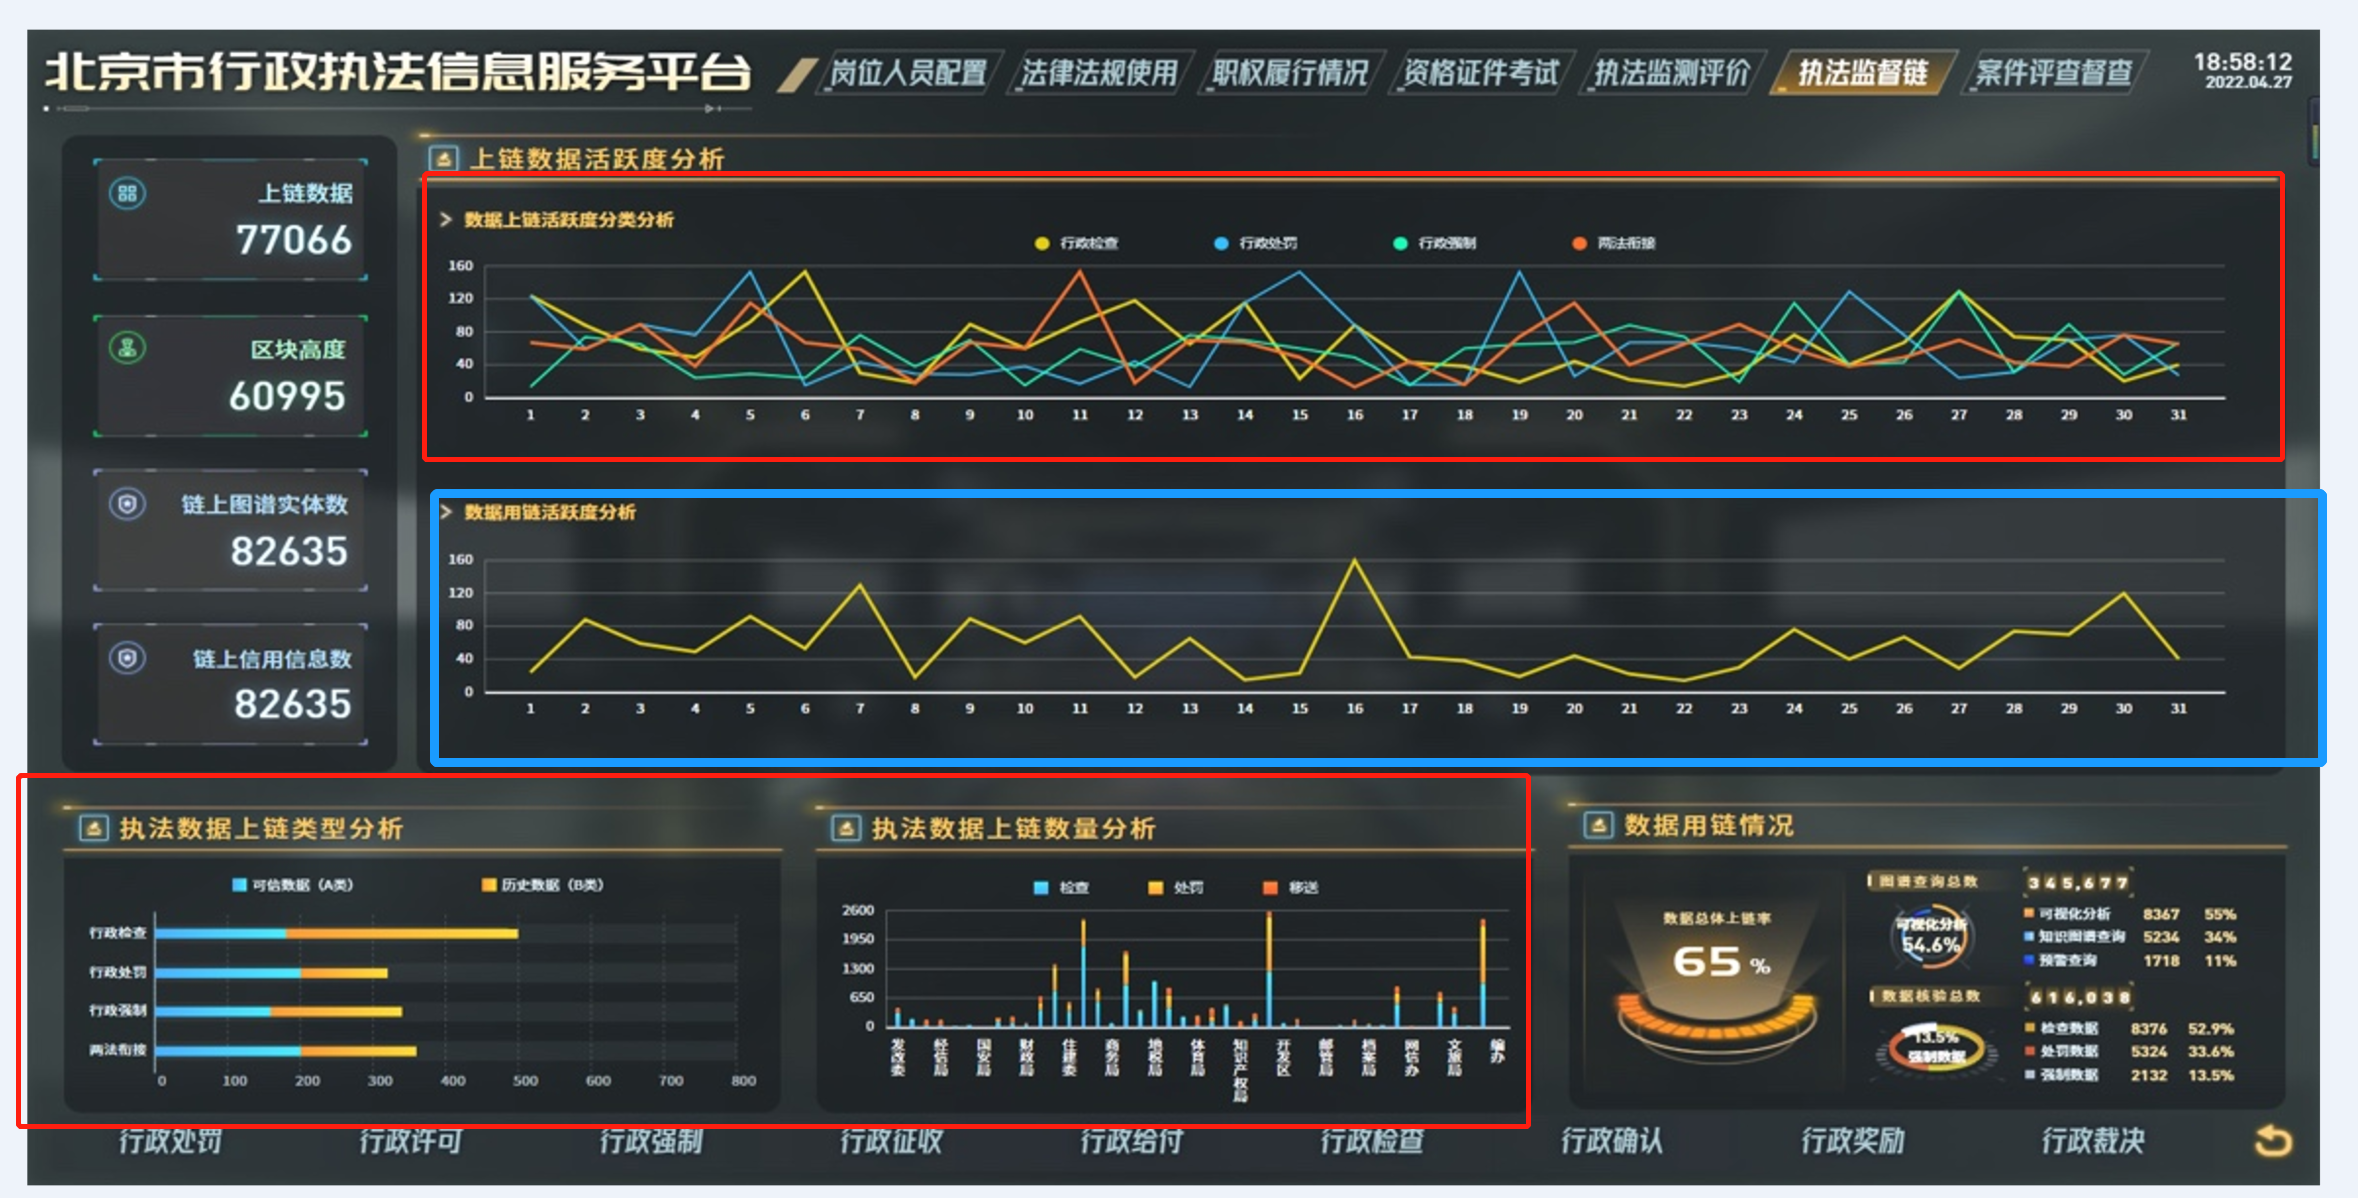 北京市行政执法信息服务平台
岗位人员配置 法律法规使用 职权履行情况 资格证件考试 执法监测评价 执法监督链 案件评查督查
18:58:12
2022.04.27
上链数据
77066
区块高度
60995
链上图谱实体数
82635
链上信用信息数
82635
上链数据活跃度分析
数据上链活跃度分类分析
行政检查 行政处罚 行政强制 两法衔接
160
120
80
40
0
1 2 3 4 5 6 7 8 9 10 11 12 13 14 15 16 17 18 19 20 21 22 23 24 25 26 27 28 29 30 31
数据用链活跃度分析
160
120
80
40
0
1 2 3 4 5 6 7 8 9 10 11 12 13 14 15 16 17 18 19 20 21 22 23 24 25 26 27 28 29 30 31
执法数据上链类型分析
可信数据（A类） 历史数据（B类）
行政检查
行政处罚
行政强制
两法衔接
0 100 200 300 400 500 600 700 800
执法数据上链数量分析
检查 处罚 移送
2600
1950
1300
650
0
发改委 经信局 国安局 财政局 住建委 商务局 地税局 体育局 知识产权局 开发区 邮管局 档案局 网信办 文旅局 编办
数据用链情况
数据总体上链率
65%
图谱查询总数 345,677
可视化分析
54.6%
可视化分析 8367 55%
知识图谱查询 5234 34%
预警查询 1718 11%
数据核验总数 616,038
13.5%
强制数据
检查数据 8376 52.9%
处罚数据 5324 33.6%
强制数据 2132 13.5%
行政处罚 行政许可 行政强制 行政征收 行政给付 行政检查 行政确认 行政奖励 行政裁决